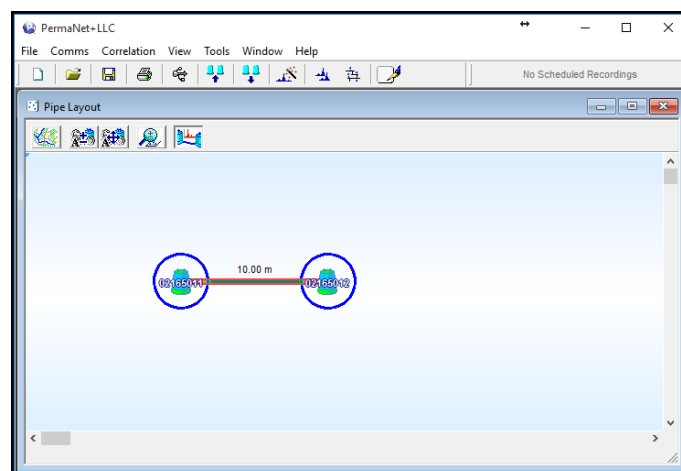 PermaNet+LLC
File Comms Correlation View Tools Window Help
No Scheduled Recordings
Pipe Layout
10.00 m
02165011 02165012